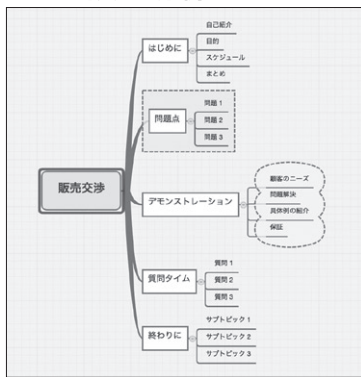 販売交渉
はじめに
自己紹介
目的
スケジュール
まとめ
問題点
問題 1
問題 2
問題 3
デモンストレーション
顧客のニーズ
問題解決
具体例の紹介
保証
質問タイム
質問 1
質問 2
質問 3
終わりに
サブトピック 1
サブトピック 2
サブトピック 3